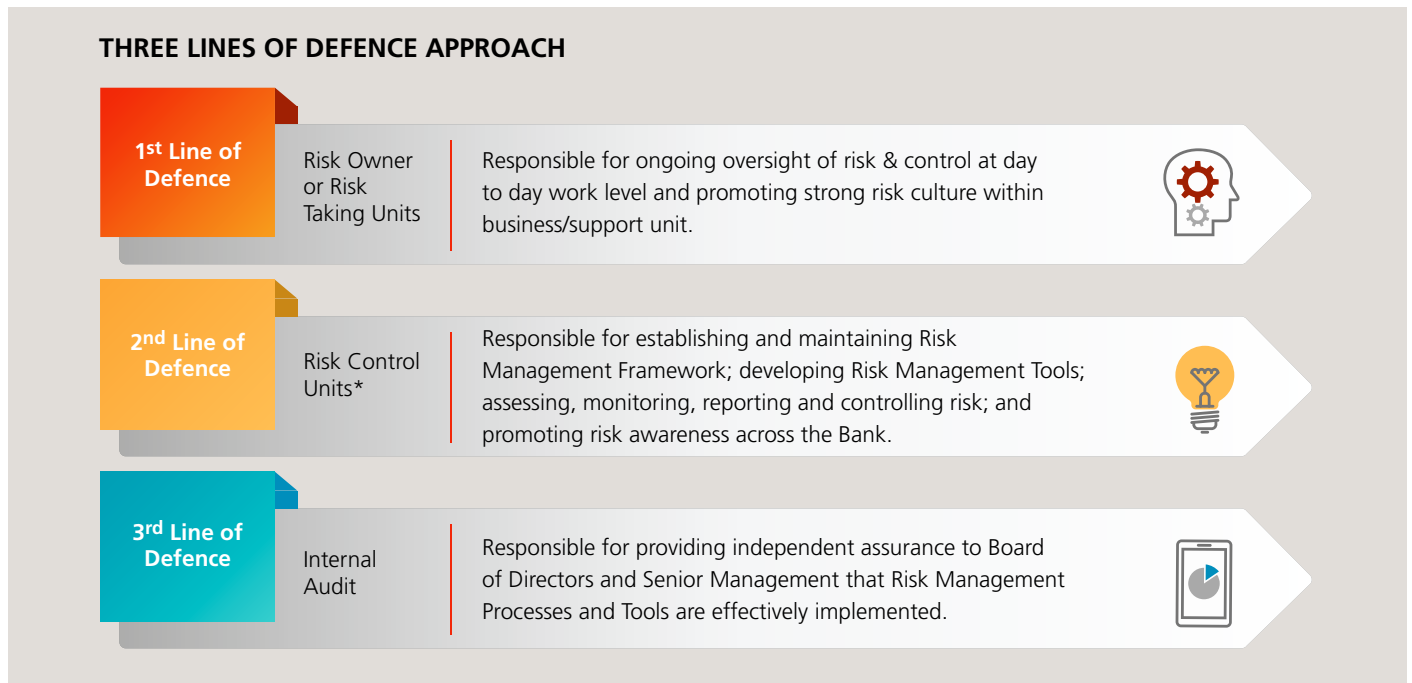 THREE LINES OF DEFENCE APPROACH
1st Line of
Defence
Risk Owner
or Risk
Taking Units
Responsible for ongoing oversight of risk & control at day
to day work level and promoting strong risk culture within
business/support unit.
2nd Line of
Defence
Risk Control
Units*
Responsible for establishing and maintaining Risk
Management Framework; developing Risk Management Tools;
assessing, monitoring, reporting and controlling risk; and
promoting risk awareness across the Bank.
3rd Line of
Defence
Internal
Audit
Responsible for providing independent assurance to Board
of Directors and Senior Management that Risk Management
Processes and Tools are effectively implemented.